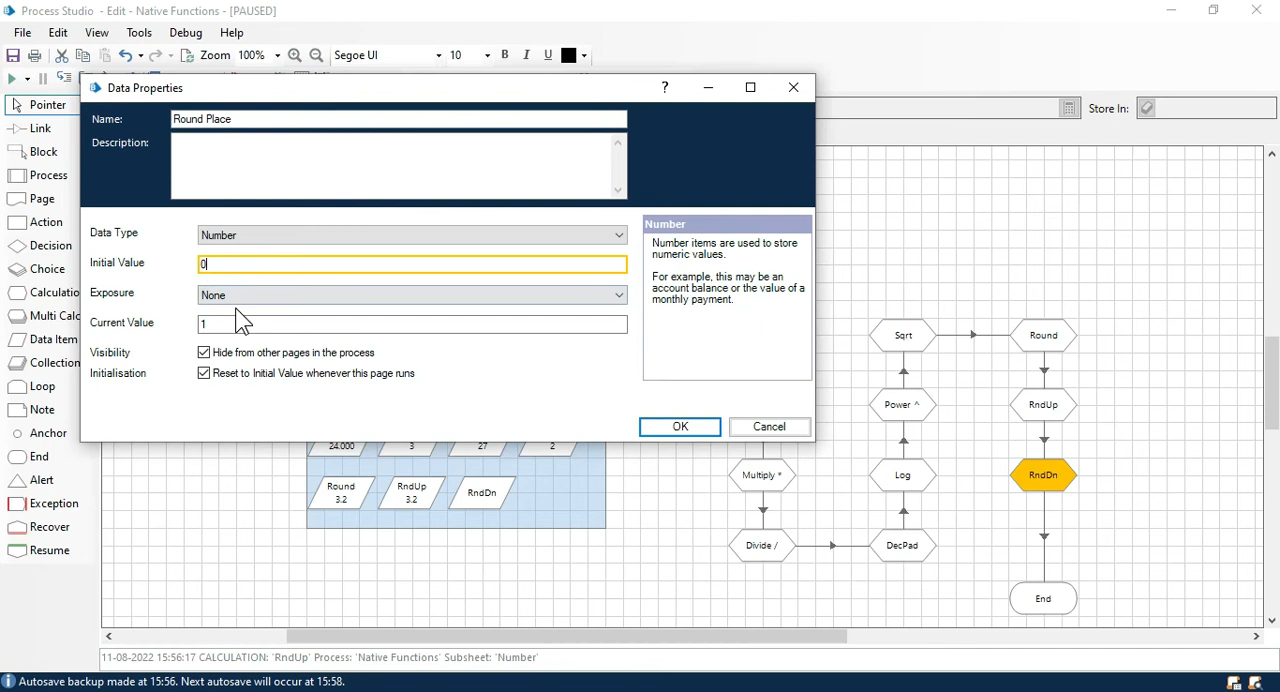 Process Studio - Edit - Native Functions - [PAUSED]
File Edit View Tools Debug Help
Zoom 100% Segoe UI 10 B I U
Data Properties ?
Pointer
Store In:
Name: Round Place
Description:
Link
Block
Process
Page
Action
Decision
Choice
Calculatio
Multi Calc
Data Item
Collection
Loop
Note
Anchor
End
Alert
Exception
Recover
Resume
Data Type Number
Initial Value 0
Exposure None
Current Value 1
Visibility Hide from other pages in the process
Initialisation Reset to Initial Value whenever this page runs
Number
Number items are used to store
numeric values.
For example, this may be an
account balance or the value of a
monthly payment.
OK Cancel
24.000 3 27 2
Round
3.2
RndUp
3.2
RndDn
Sqrt Round
Power ^ RndUp
Multiply * Log RndDn
Divide / DecPad
End
11-08-2022 15:56:17 CALCULATION: 'RndUp' Process: 'Native Functions' Subsheet: 'Number'
Autosave backup made at 15:56. Next autosave will occur at 15:58.